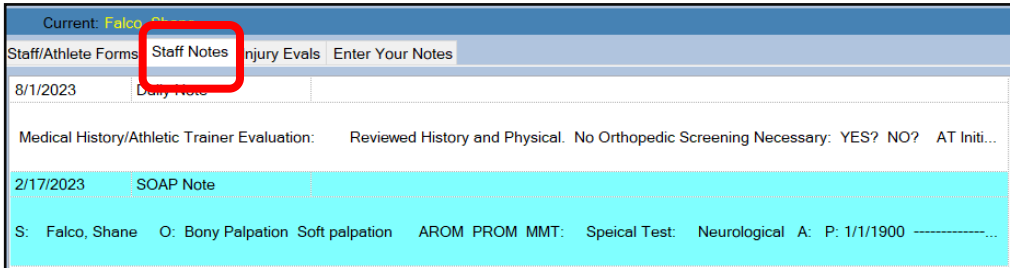 Current: Falco, Shane
Staff/Athlete Forms Staff Notes Injury Evals Enter Your Notes
8/1/2023 Daily Note
Medical History/Athletic Trainer Evaluation: Reviewed History and Physical. No Orthopedic Screening Necessary: YES? NO? AT Initi...
2/17/2023 SOAP Note
S: Falco, Shane O: Bony Palpation Soft palpation AROM PROM MMT: Speical Test: Neurological A: P: 1/1/1900 -------------...